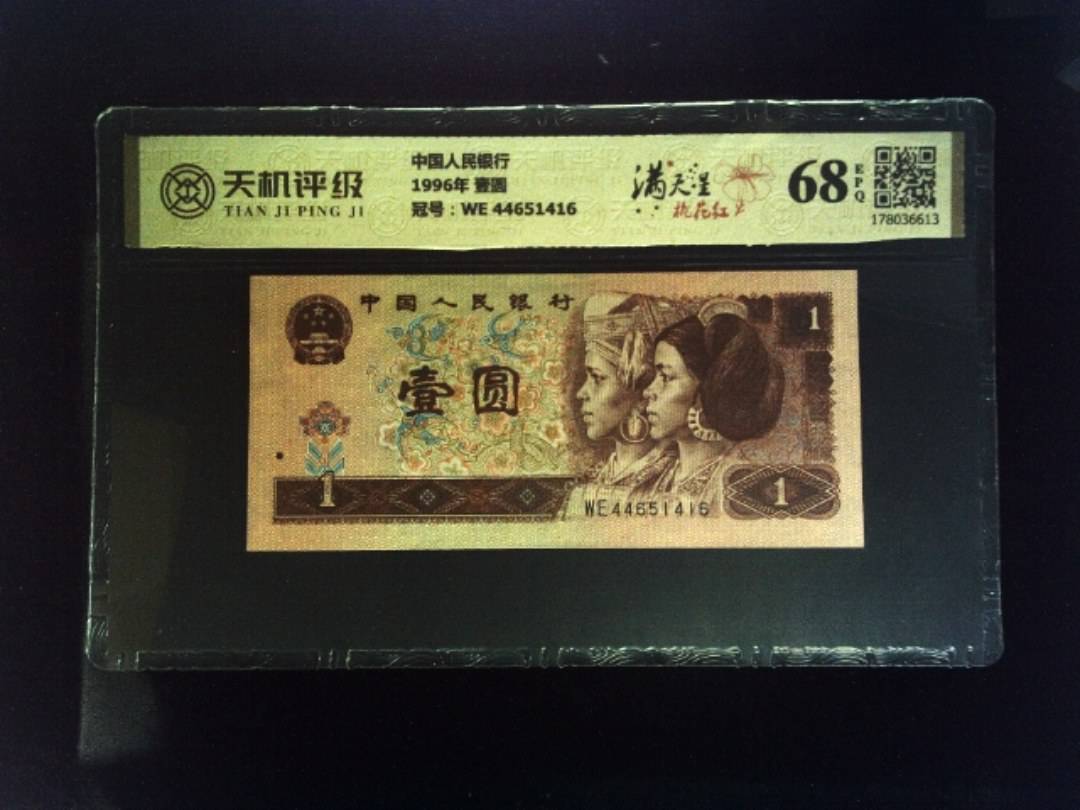 天机评级
TIAN JI PING JI
中国人民银行
1996年 壹圆
冠号：WE 44651416
满天星
桃花红
68
EPQ
178036613
中国人民银行
壹圆
1
1
WE44651416
1